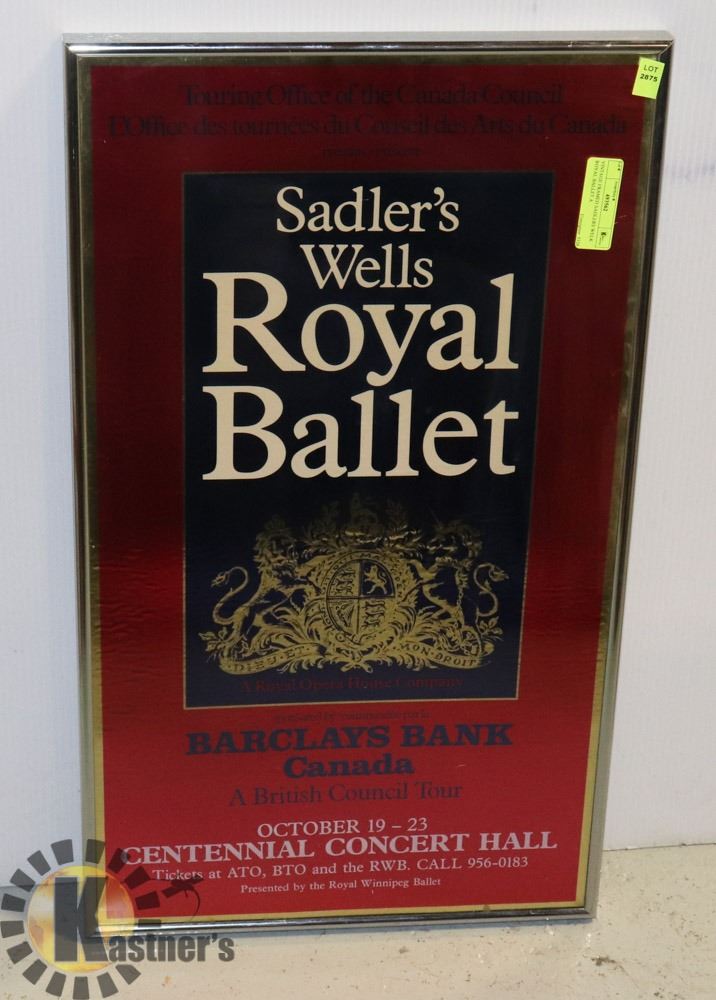 LOT
2875
Touring Office of the Canada Council
L'Office des tournées du Conseil des Arts du Canada
Sadler's
Wells
Royal
Ballet
DIEU·ET MON·DROIT
A Royal Opera House Company
BARCLAYS BANK
Canada
A British Council Tour
OCTOBER 19 – 23
CENTENNIAL CONCERT HALL
Tickets at ATO, BTO and the RWB. CALL 956-0183
Presented by the Royal Winnipeg Ballet
Kastner's